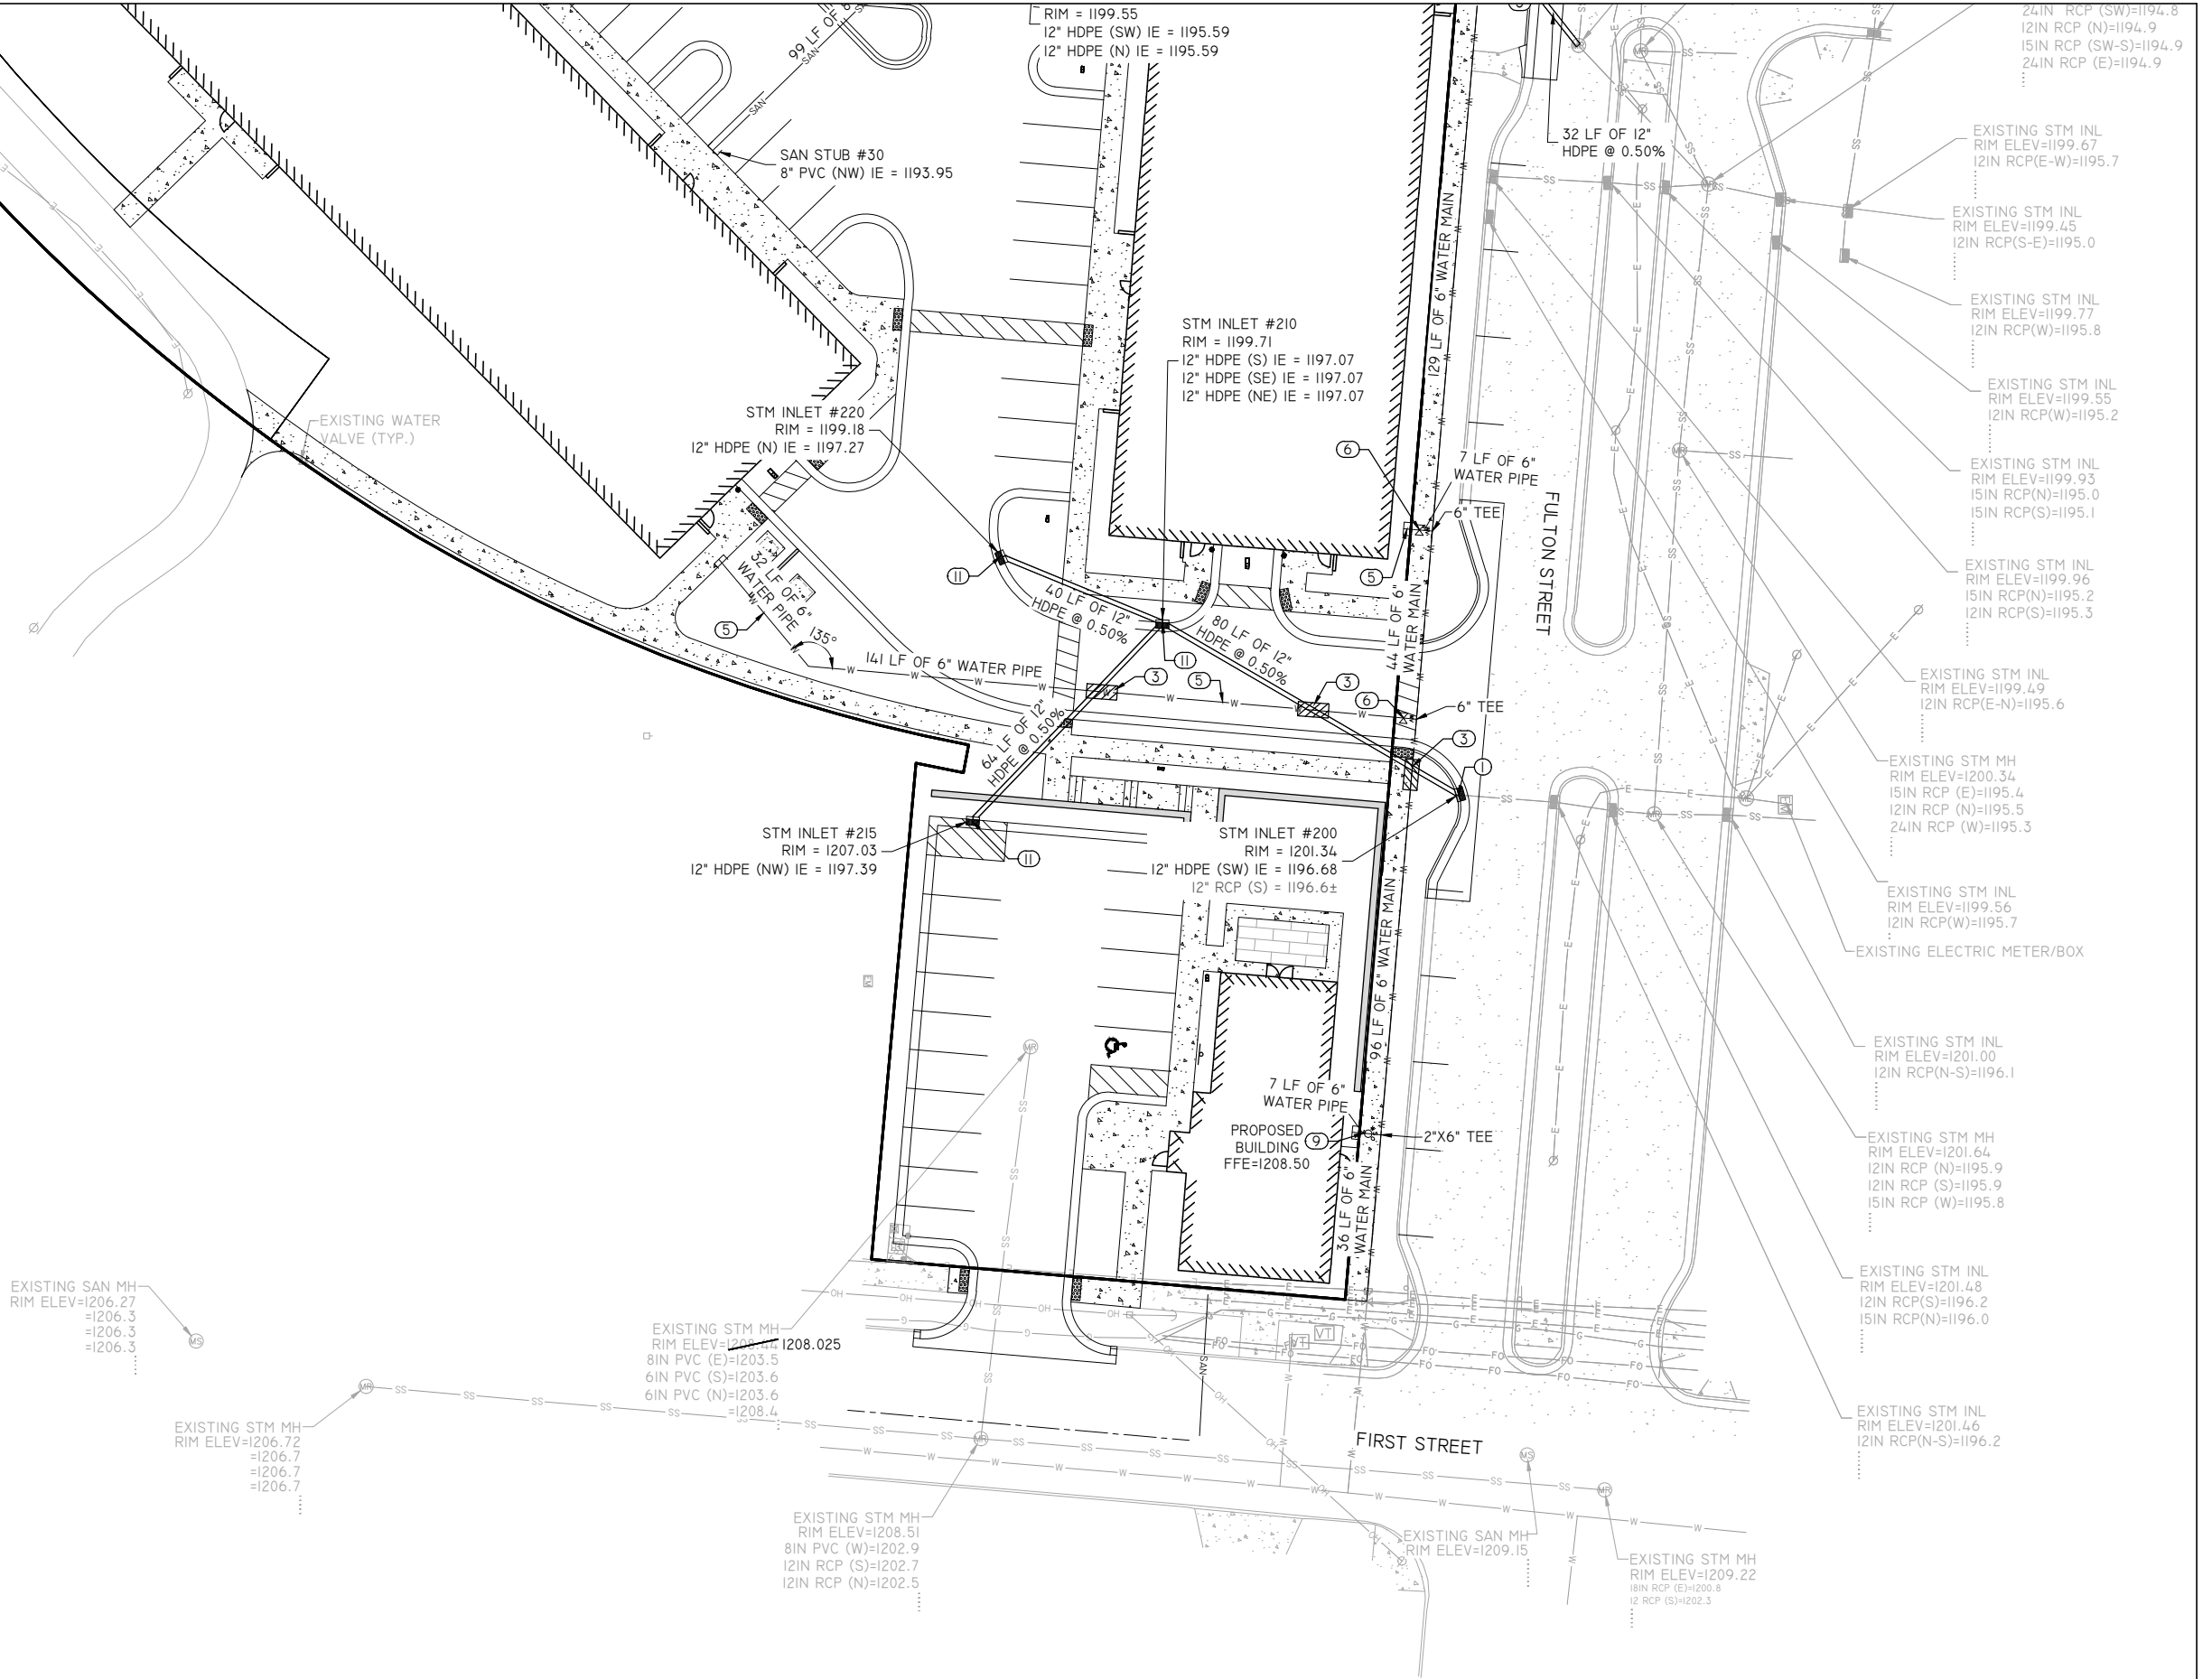 RIM = 1199.55
12" HDPE (SW) IE = 1195.59
12" HDPE (N) IE = 1195.59
99 LF OF 8
SAN
SAN
SAN STUB #30
8" PVC (NW) IE = 1193.95
24IN RCP (SW)=1194.8
12IN RCP (N)=1194.9
15IN RCP (SW-S)=1194.9
24IN RCP (E)=1194.9
32 LF OF 12"
HDPE @ 0.50%
EXISTING STM INL
RIM ELEV=1199.67
12IN RCP(E-W)=1195.7
EXISTING STM INL
RIM ELEV=1199.45
12IN RCP(S-E)=1195.0
EXISTING STM INL
RIM ELEV=1199.77
12IN RCP(W)=1195.8
EXISTING STM INL
RIM ELEV=1199.55
12IN RCP(W)=1195.2
EXISTING STM INL
RIM ELEV=1199.93
15IN RCP(N)=1195.0
15IN RCP(S)=1195.1
EXISTING STM INL
RIM ELEV=1199.96
15IN RCP(N)=1195.2
12IN RCP(S)=1195.3
EXISTING STM INL
RIM ELEV=1199.49
12IN RCP(E-N)=1195.6
EXISTING STM MH
RIM ELEV=1200.34
15IN RCP (E)=1195.4
12IN RCP (N)=1195.5
24IN RCP (W)=1195.3
EXISTING STM INL
RIM ELEV=1199.56
12IN RCP(W)=1195.7
EXISTING ELECTRIC METER/BOX
EXISTING STM INL
RIM ELEV=1201.00
12IN RCP(N-S)=1196.1
EXISTING STM MH
RIM ELEV=1201.64
12IN RCP (N)=1195.9
12IN RCP (S)=1195.9
15IN RCP (W)=1195.8
EXISTING STM INL
RIM ELEV=1201.48
12IN RCP(S)=1196.2
15IN RCP(N)=1196.0
EXISTING STM INL
RIM ELEV=1201.46
12IN RCP(N-S)=1196.2
129 LF OF 6" WATER MAIN
STM INLET #210
RIM = 1199.71
12" HDPE (S) IE = 1197.07
12" HDPE (SE) IE = 1197.07
12" HDPE (NE) IE = 1197.07
STM INLET #220
RIM = 1199.18
12" HDPE (N) IE = 1197.27
EXISTING WATER
VALVE (TYP.)
6
7 LF OF 6"
WATER PIPE
6" TEE
FULTON STREET
5
11
40 LF OF 12"
HDPE @ 0.50%
32 LF OF 6"
WATER PIPE
5
135°
80 LF OF 12"
HDPE @ 0.50%
44 LF OF 6"
WATER MAIN
11
141 LF OF 6" WATER PIPE
3
5
3
6
6" TEE
3
1
64 LF OF 12"
HDPE @ 0.50%
STM INLET #215
RIM = 1207.03
12" HDPE (NW) IE = 1197.39
11
STM INLET #200
RIM = 1201.34
12" HDPE (SW) IE = 1196.68
12" RCP (S) = 1196.6±
96 LF OF 6" WATER MAIN
EM
EM
7 LF OF 6"
WATER PIPE
PROPOSED
BUILDING
FFE=1208.50
9
2"X6" TEE
36 LF OF 6"
WATER MAIN
EXISTING SAN MH
RIM ELEV=1206.27
=1206.3
=1206.3
=1206.3
EXISTING STM MH
RIM ELEV=1208.44 1208.025
8IN PVC (E)=1203.5
6IN PVC (S)=1203.6
6IN PVC (N)=1203.6
=1208.4
VT
VT
SAN
EXISTING STM MH
RIM ELEV=1206.72
=1206.7
=1206.7
=1206.7
FIRST STREET
EXISTING STM MH
RIM ELEV=1208.51
8IN PVC (W)=1202.9
12IN RCP (S)=1202.7
12IN RCP (N)=1202.5
EXISTING SAN MH
RIM ELEV=1209.15
EXISTING STM MH
RIM ELEV=1209.22
18IN RCP (E)=1200.8
12 RCP (S)=1202.3